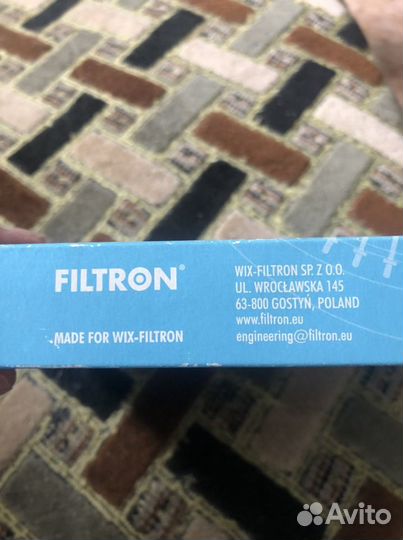 FILTRON®
MADE FOR WIX-FILTRON
WIX-FILTRON SP. Z O.O.
UL. WROCŁAWSKA 145
63-800 GOSTYŃ, POLAND
www.filtron.eu
engineering@filtron.eu
Avito